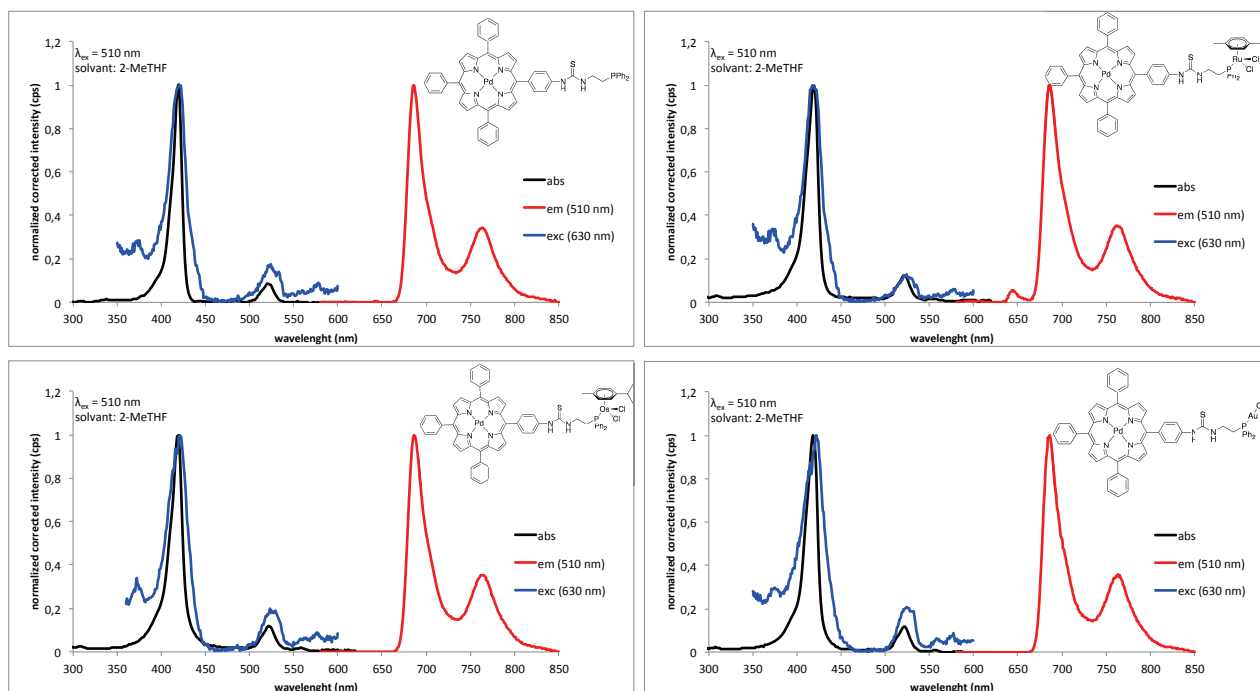 1,2
λex = 510 nm
solvant: 2-MeTHF
1
0,8
0,6
0,4
0,2
0
normalized corrected intensity (cps)
300 350 400 450 500 550 600 650 700 750 800 850
wavelenght (nm)
abs
em (510 nm)
exc (630 nm)
N N
Pd
N N
S
N N
H H
PPh2
1,2
λex = 510 nm
solvant: 2-MeTHF
1
0,8
0,6
0,4
0,2
0
normalized corrected intensity (cps)
300 350 400 450 500 550 600 650 700 750 800 850
wavelenght (nm)
abs
em (510 nm)
exc (630 nm)
N N
Pd
N N
S
N N
H H
Ru Cl
P Cl
1,2
λex = 510 nm
solvant: 2-MeTHF
1
0,8
0,6
0,4
0,2
0
normalized corrected intensity (cps)
300 350 400 450 500 550 600 650 700 750 800 850
wavelenght (nm)
abs
em (510 nm)
exc (630 nm)
N N
Pd
N N
S
N N
H H
Os Cl
P Cl
Ph2
1,2
λex = 510 nm
solvant: 2-MeTHF
1
0,8
0,6
0,4
0,2
0
normalized corrected intensity (cps)
300 350 400 450 500 550 600 650 700 750 800 850
wavelenght (nm)
abs
em (510 nm)
exc (630 nm)
N N
Pd
N N
S
N N
H H
Au
P
Ph2